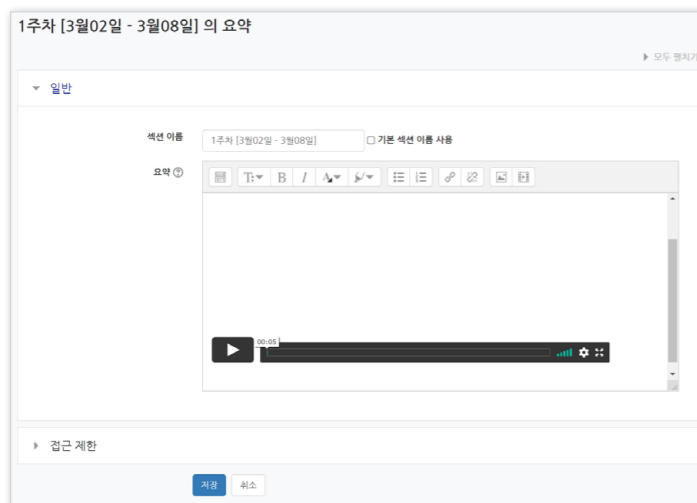 1주차 [3월02일 - 3월08일] 의 요약
모두 펼치기
일반
섹션 이름
1주차 [3월02일 - 3월08일]
기본 섹션 이름 사용
요약
00:05
접근 제한
저장 취소